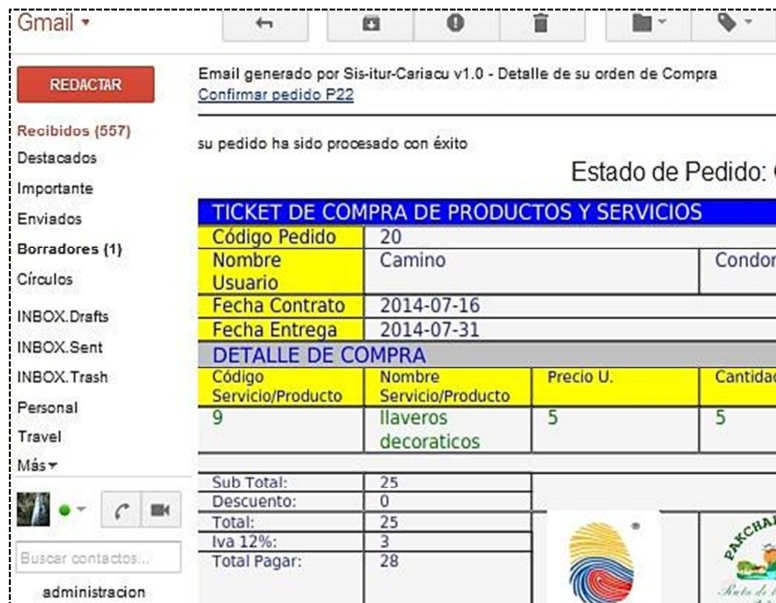 Gmail
REDACTAR
Recibidos (557)
Destacados
Importante
Enviados
Borradores (1)
Círculos
INBOX.Drafts
INBOX.Sent
INBOX.Trash
Personal
Travel
Más
Buscar contactos...
administracion
Email generado por Sis-itur-Cariacu v1.0 - Detalle de su orden de Compra
Confirmar pedido P22
su pedido ha sido procesado con éxito
Estado de Pedido:
TICKET DE COMPRA DE PRODUCTOS Y SERVICIOS
Código Pedido 20
Nombre Usuario Camino Condor
Fecha Contrato 2014-07-16
Fecha Entrega 2014-07-31
DETALLE DE COMPRA
Código Servicio/Producto Nombre Servicio/Producto Precio U. Cantidad
9 llaveros decoraticos 5 5
Sub Total: 25
Descuento: 0
Total: 25
Iva 12%: 3
Total Pagar: 28
®